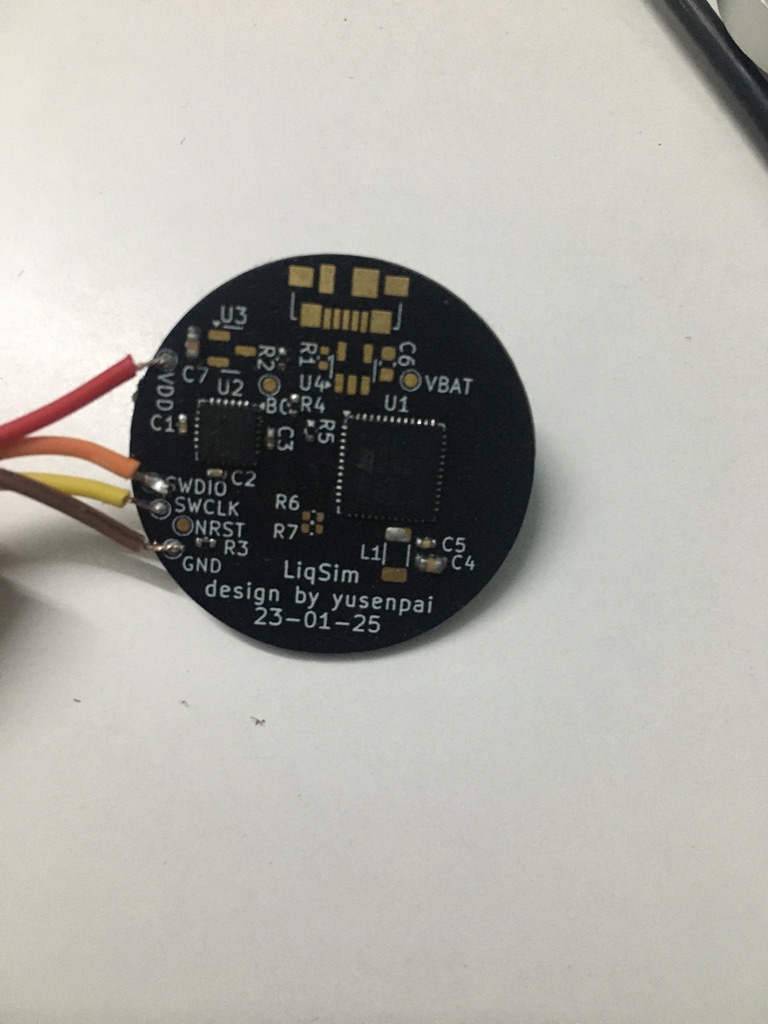 U3
C7
VDD
U2
R2
R1
C6
U4
VBAT
R4
U1
C1
C3
R5
C2
SWDIO
SWCLK
NRST
R3
GND
R6
R7
L1
C5
C4
LiqSim
design by yusenpai
23-01-25